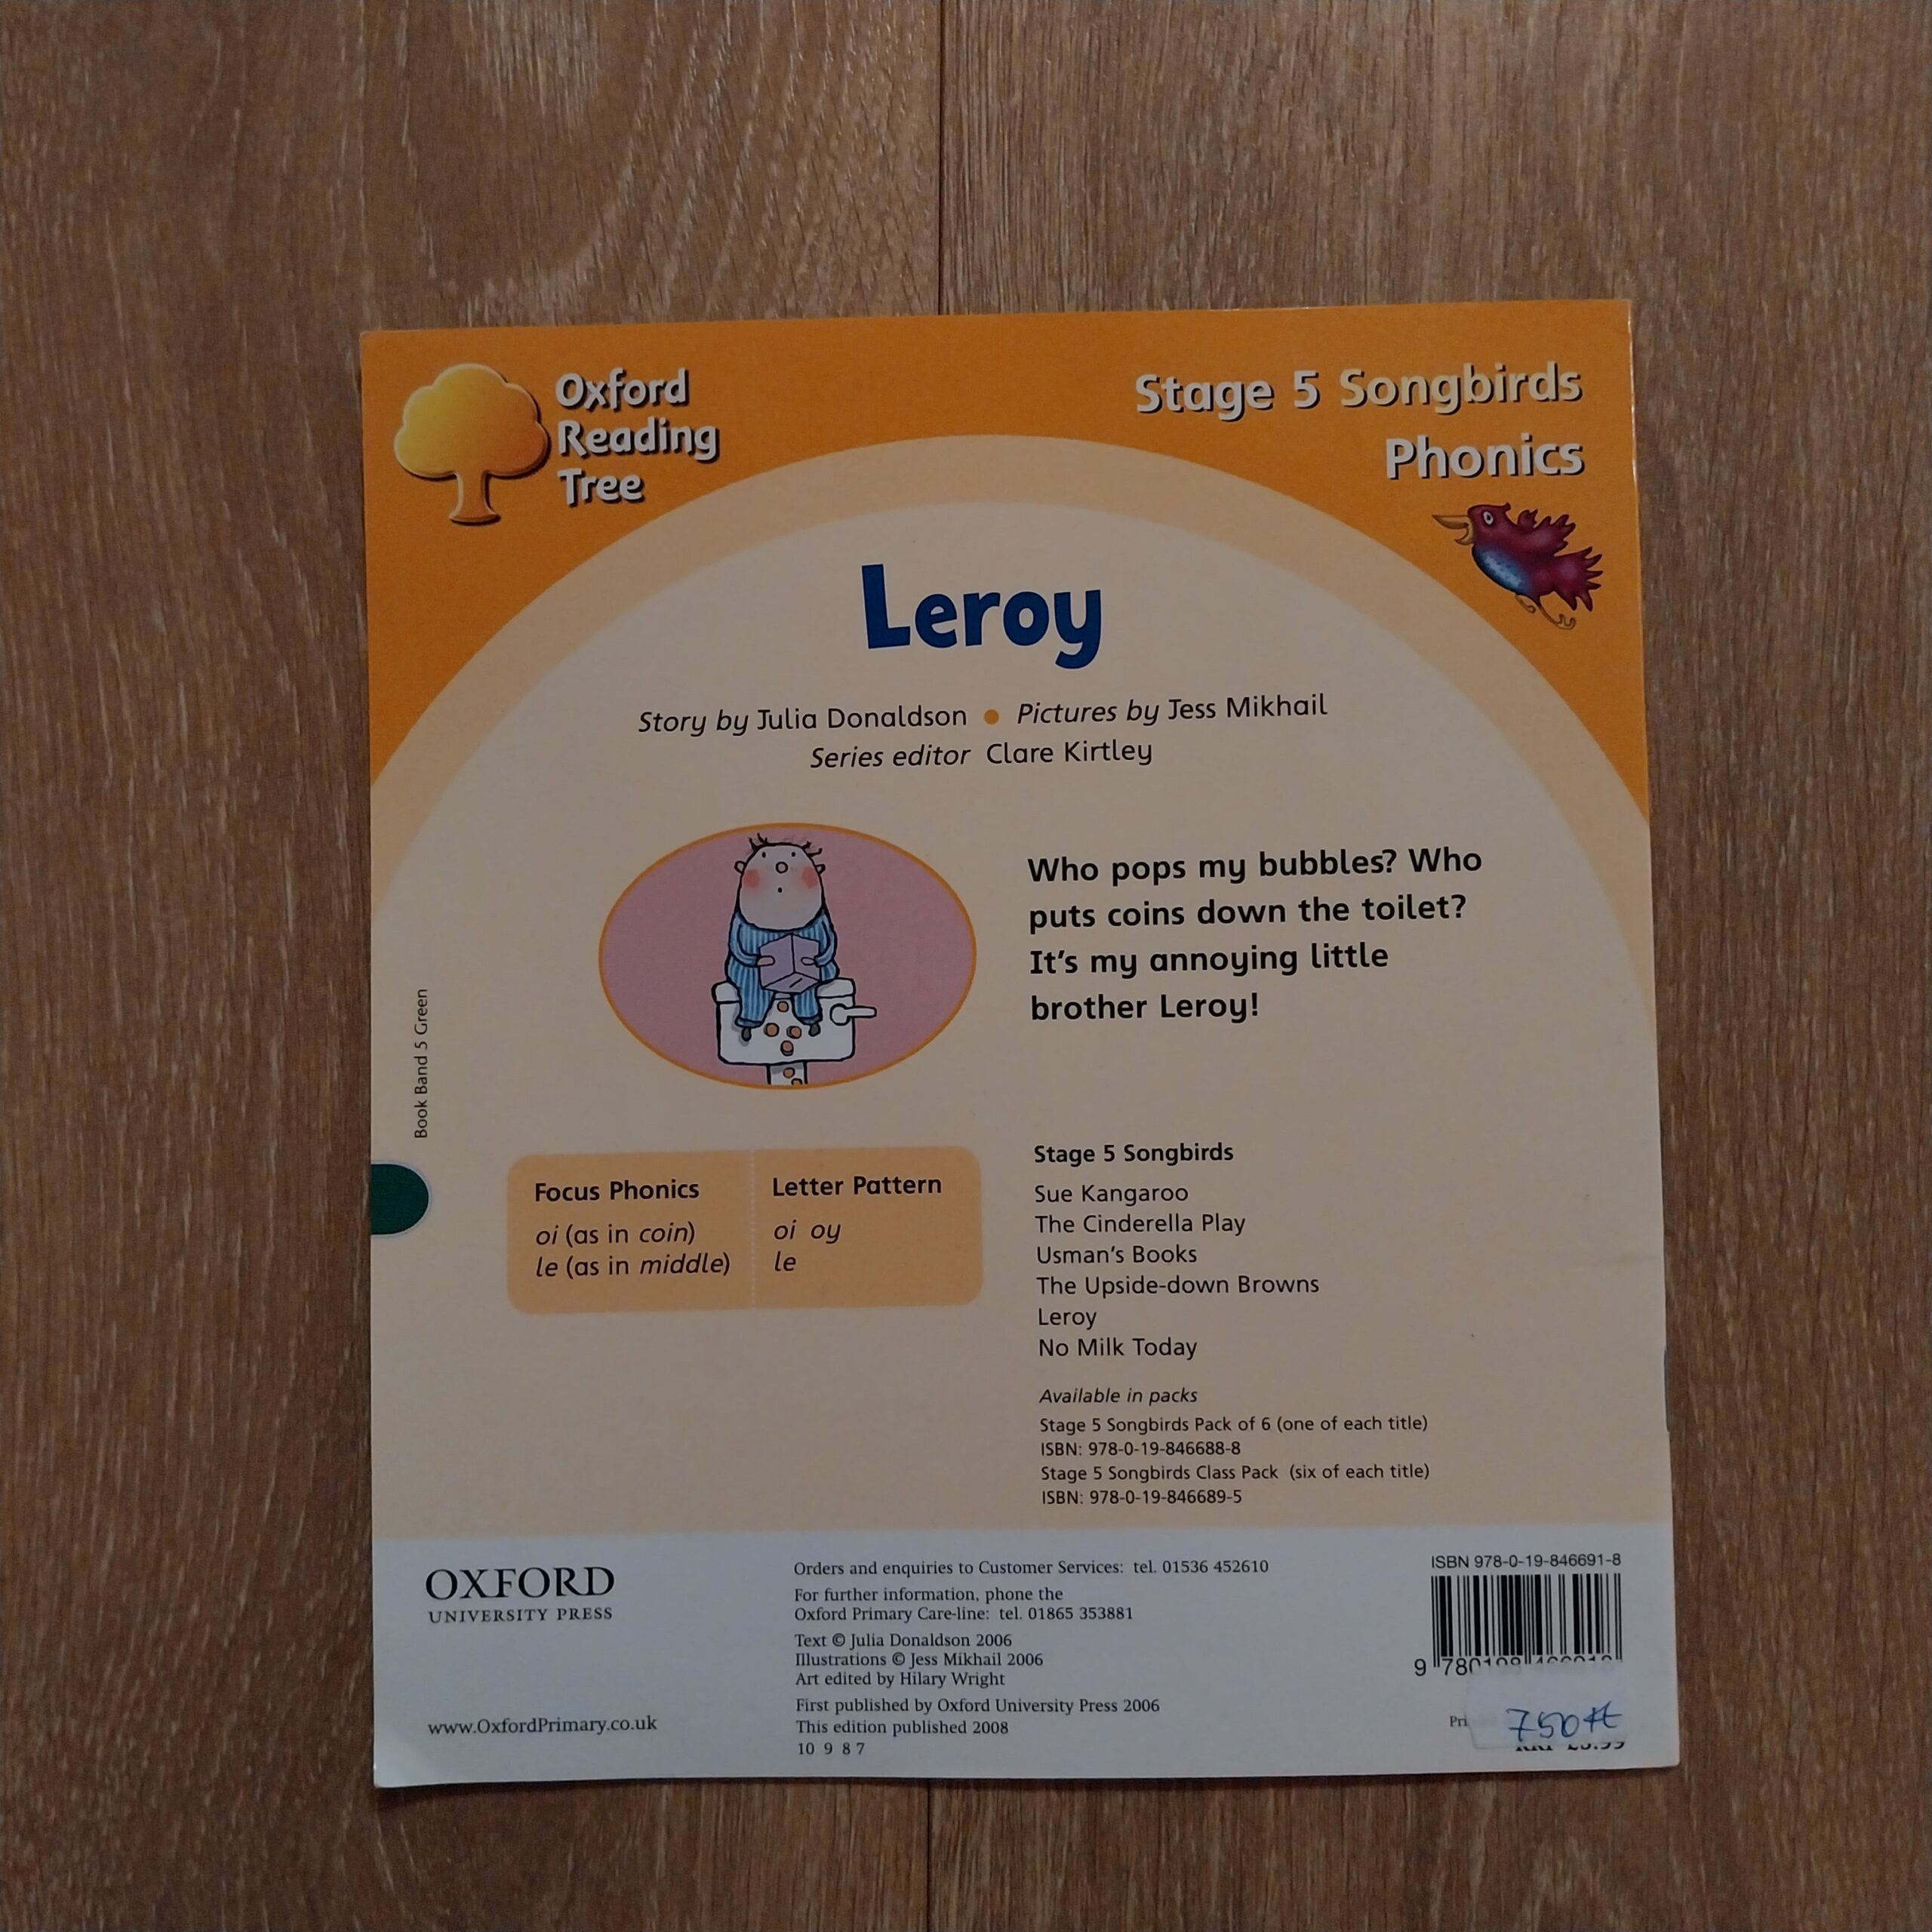 Oxford
Reading
Tree
Stage 5 Songbirds
Phonics
Leroy
Story by Julia Donaldson • Pictures by Jess Mikhail
Series editor Clare Kirtley
Who pops my bubbles? Who
puts coins down the toilet?
It's my annoying little
brother Leroy!
Book Band 5 Green
Focus Phonics
oi (as in coin)
le (as in middle)
Letter Pattern
oi oy
le
Stage 5 Songbirds
Sue Kangaroo
The Cinderella Play
Usman's Books
The Upside-down Browns
Leroy
No Milk Today
Available in packs
Stage 5 Songbirds Pack of 6 (one of each title)
ISBN: 978-0-19-846688-8
Stage 5 Songbirds Class Pack (six of each title)
ISBN: 978-0-19-846689-5
OXFORD
UNIVERSITY PRESS
www.OxfordPrimary.co.uk
Orders and enquiries to Customer Services: tel. 01536 452610
For further information, phone the
Oxford Primary Care-line: tel. 01865 353881
Text © Julia Donaldson 2006
Illustrations © Jess Mikhail 2006
Art edited by Hilary Wright
First published by Oxford University Press 2006
This edition published 2008
10 9 8 7
ISBN 978-0-19-846691-8
9 780198 466918
750 Ft